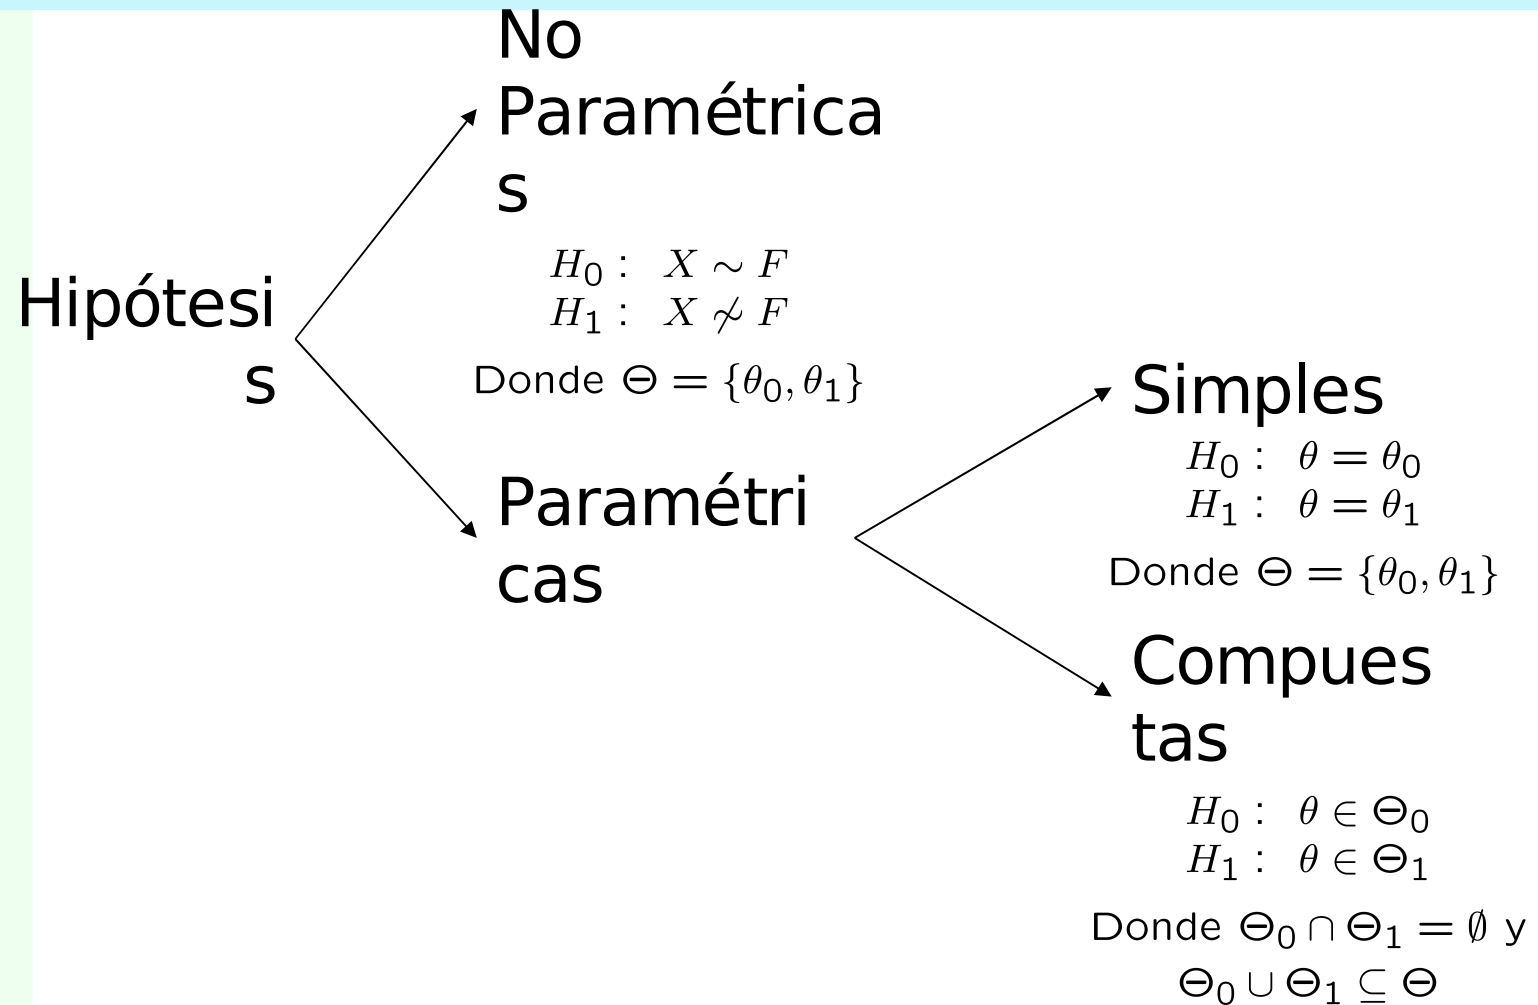 No
Paramétrica
s
H₀ : X ∼ F
H₁ : X ≁ F
Donde Θ = {θ₀, θ₁}
Hipótesi
s
Paramétri
cas
Simples
H₀ : θ = θ₀
H₁ : θ = θ₁
Donde Θ = {θ₀, θ₁}
Compues
tas
H₀ : θ ∈ Θ₀
H₁ : θ ∈ Θ₁
Donde Θ₀ ∩ Θ₁ = ∅ y
Θ₀ ∪ Θ₁ ⊆ Θ